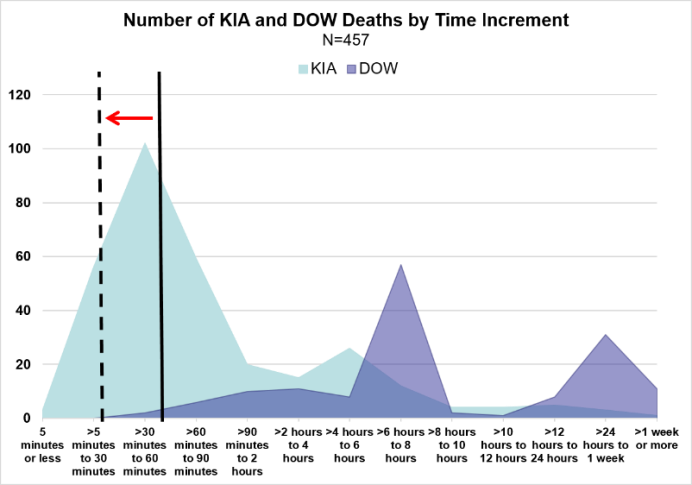 Number of KIA and DOW Deaths by Time Increment
N=457
KIA DOW
120
100
80
60
40
20
0
5 minutes or less
>5 minutes to 30 minutes
>30 minutes to 60 minutes
>60 minutes to 90 minutes
>90 minutes to 2 hours
>2 hours to 4 hours
>4 hours to 6 hours
>6 hours to 8 hours
>8 hours to 10 hours
>10 hours to 12 hours
>12 hours to 24 hours
>24 hours to 1 week
>1 week or more